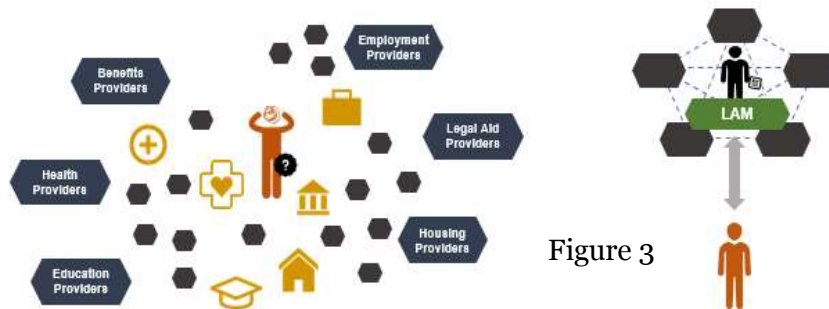 Employment
Providers
Benefits
Providers
Legal Aid
Providers
LAM
Health
Providers
?
Housing
Providers
Figure 3
Education
Providers